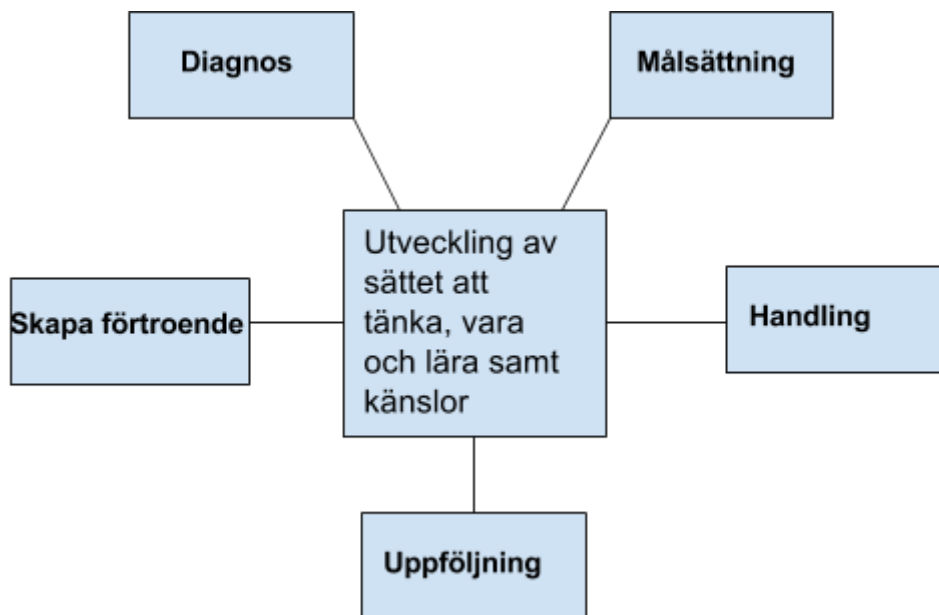 Diagnos
Målsättning
Utveckling av
sättet att
tänka, vara
och lära samt
känslor
Skapa förtroende
Handling
Uppföljning